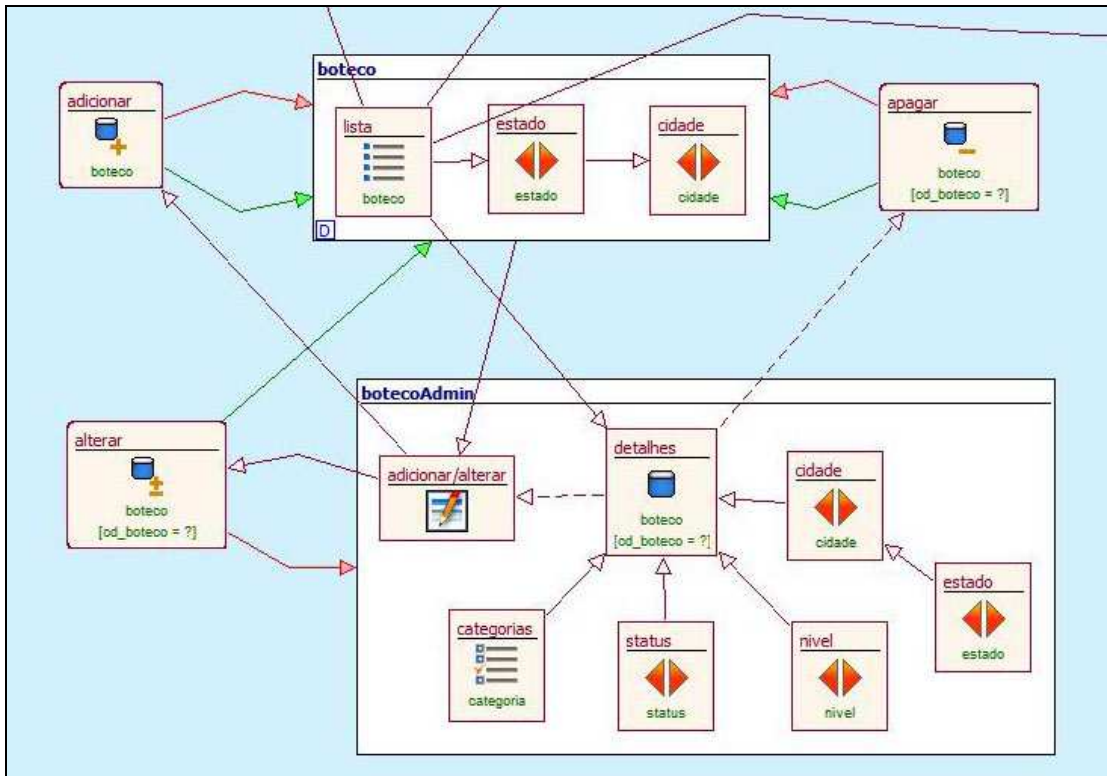 boteco
adicionar
boteco
lista
boteco
estado
estado
cidade
cidade
D
apagar
boteco
[od_boteco = ?]
botecoAdmin
alterar
boteco
[od_boteco = ?]
adicionar/alterar
detalhes
boteco
[od_boteco = ?]
cidade
cidade
estado
estado
categorias
categoria
status
status
nivel
nivel